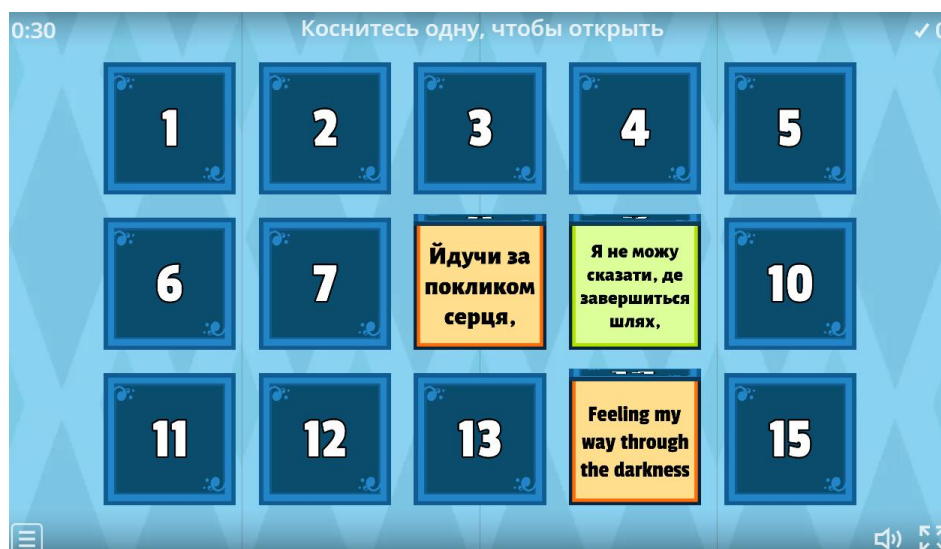 0:30
Коснитесь одну, чтобы открыть
1
2
3
4
5
6
7
Йдучи за
покликом
серця,
Я не можу
сказати, де
завершиться
шлях,
10
11
12
13
Feeling my
way through
the darkness
15